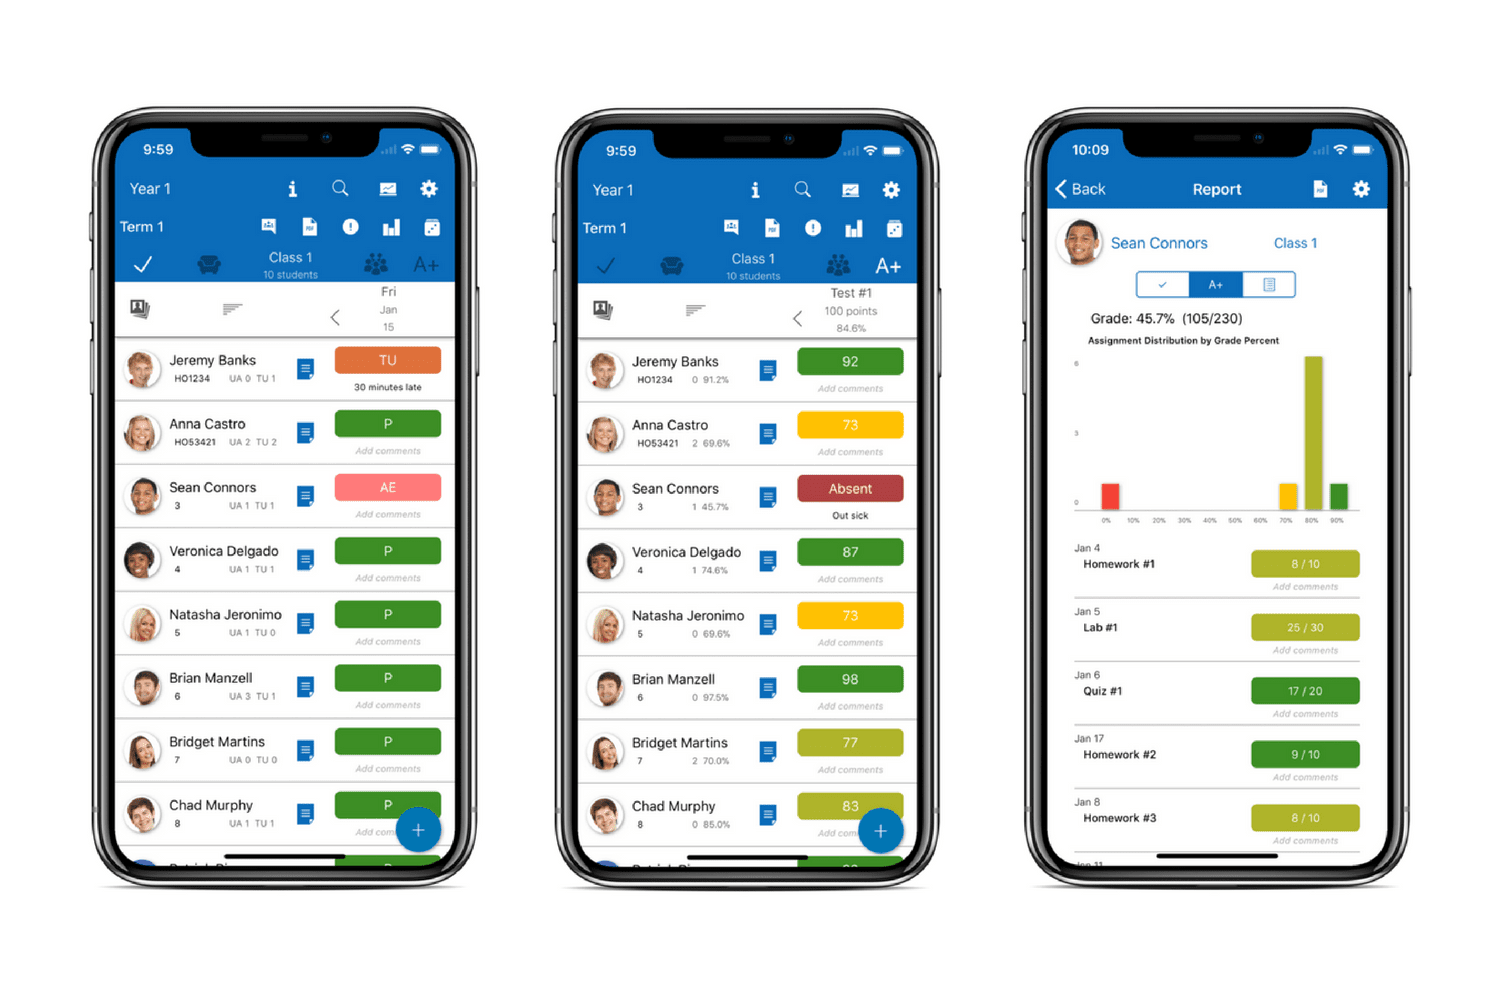 9:59
Year 1
Term 1
Class 1
10 students
A+
Fri
Jan
15
Jeremy Banks
HO1234 UA 0 TU 1
TU
30 minutes late
Anna Castro
HO53421 UA 2 TU 2
P
Add comments
Sean Connors
3 UA 1 TU 1
AE
Add comments
Veronica Delgado
4 UA 1 TU 1
P
Add comments
Natasha Jeronimo
5 UA 1 TU 0
P
Add comments
Brian Manzell
6 UA 3 TU 1
P
Add comments
Bridget Martins
7 UA 0 TU 0
P
Add comments
Chad Murphy
8 UA 1 TU 1
P
Add com
+
9:59
Year 1
Term 1
PDF
Class 1
10 students
A+
Test #1
100 points
84.6%
Jeremy Banks
HO1234 0 91.2%
92
Add comments
Anna Castro
HO53421 2 69.6%
73
Add comments
Sean Connors
3 1 45.7%
Absent
Out sick
Veronica Delgado
4 1 74.6%
87
Add comments
Natasha Jeronimo
5 0 69.6%
73
Add comments
Brian Manzell
6 0 97.5%
98
Add comments
Bridget Martins
7 2 70.0%
77
Add comments
Chad Murphy
8 0 85.0%
83
Add com
+
10:09
Back
Report
PDF
Sean Connors
Class 1
A+
Grade: 45.7% (105/230)
Assignment Distribution by Grade Percent
6
3
0
0% 10% 20% 30% 40% 50% 60% 70% 80% 90%
Jan 4
Homework #1
8 / 10
Add comments
Jan 5
Lab #1
25 / 30
Add comments
Jan 6
Quiz #1
17 / 20
Add comments
Jan 17
Homework #2
9 / 10
Add comments
Jan 8
Homework #3
8 / 10
Add comments
Jan 11